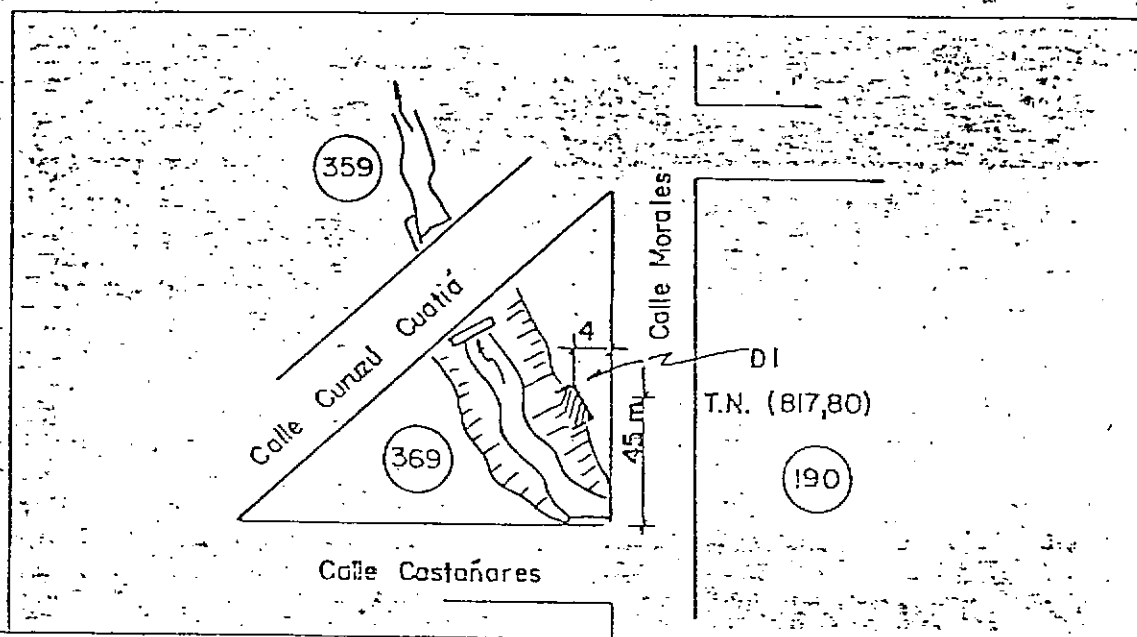 359
Calle Morales
Calle Curuzú Cuatiá
4
D1
T.N. (817,80)
45 m
369
190
Calle Castañares